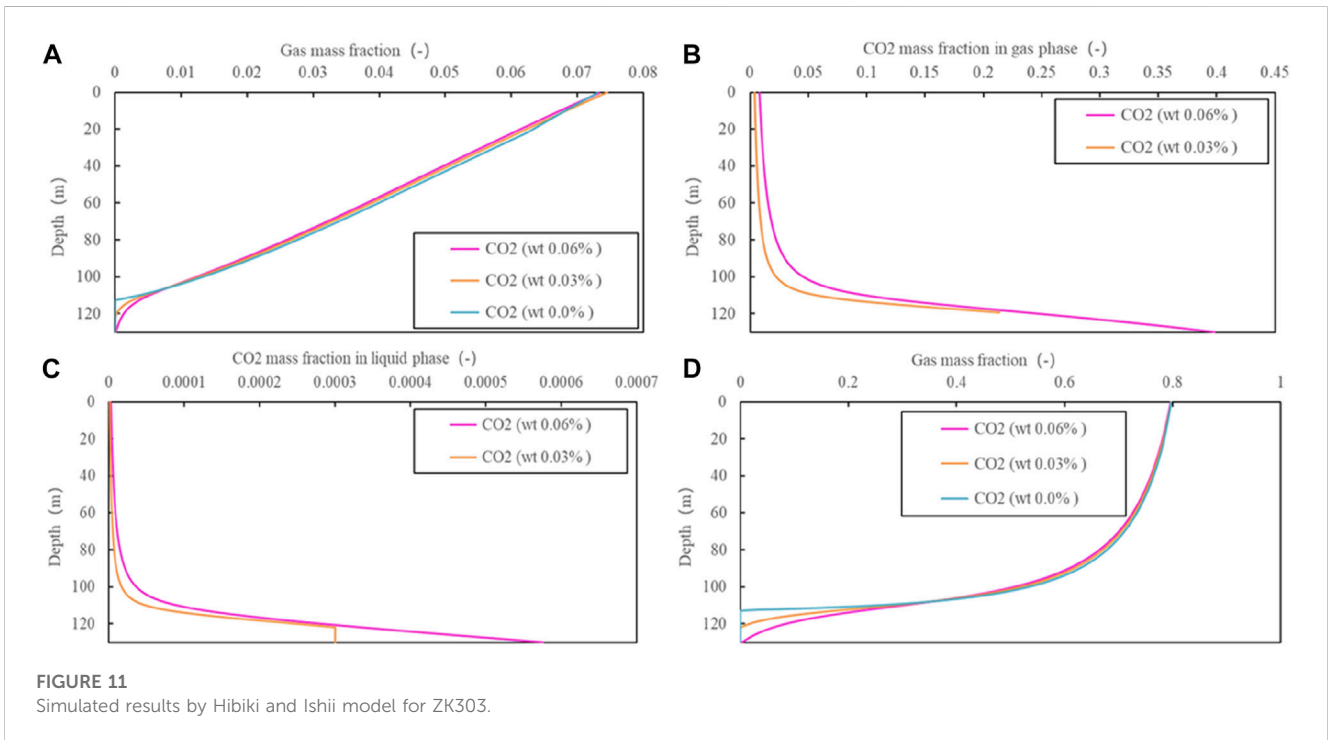 A
Gas mass fraction (-)
0 0.01 0.02 0.03 0.04 0.05 0.06 0.07 0.08
0
20
40
60
80
100
120
Depth (m)
CO2 (wt 0.06%)
CO2 (wt 0.03%)
CO2 (wt 0.0%)
B
CO2 mass fraction in gas phase (-)
0 0.05 0.1 0.15 0.2 0.25 0.3 0.35 0.4 0.45
0
20
40
60
80
100
120
Depth (m)
CO2 (wt 0.06%)
CO2 (wt 0.03%)
C
CO2 mass fraction in liquid phase (-)
0 0.0001 0.0002 0.0003 0.0004 0.0005 0.0006 0.0007
0
20
40
60
80
100
120
Depth (m)
CO2 (wt 0.06%)
CO2 (wt 0.03%)
D
Gas mass fraction (-)
0 0.2 0.4 0.6 0.8 1
0
20
40
60
80
100
120
Depth (m)
CO2 (wt 0.06%)
CO2 (wt 0.03%)
CO2 (wt 0.0%)
FIGURE 11
Simulated results by Hibiki and Ishii model for ZK303.